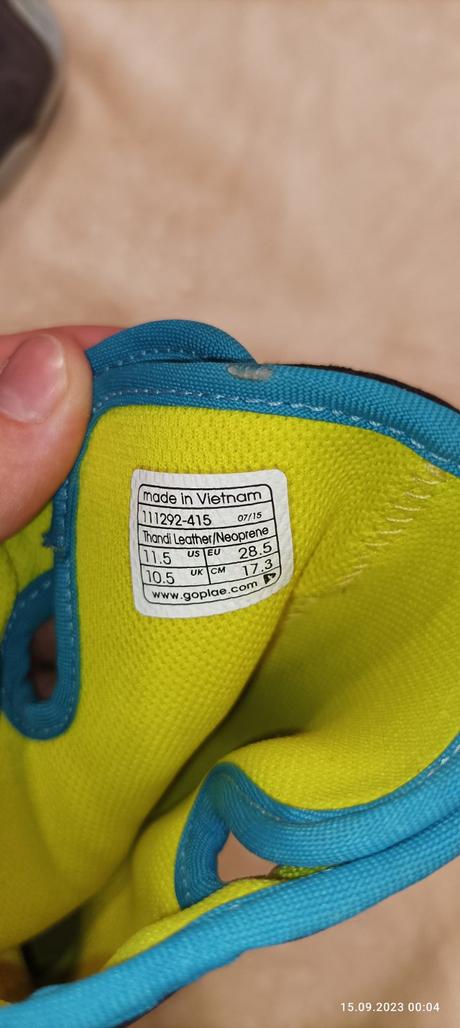 made in Vietnam
111292-415 07/15
Thandi Leather/Neoprene
11.5 US EU 28.5
10.5 UK CM 17.3
www.goplae.com
15.09.2023 00:04